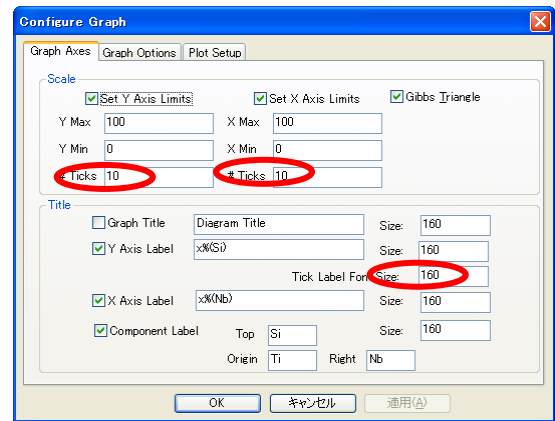 Configure Graph
Graph Axes Graph Options Plot Setup
Scale
Set Y Axis Limits Set X Axis Limits Gibbs Triangle
Y Max 100 X Max 100
Y Min 0 X Min 0
# Ticks 10 # Ticks 10
Title
Graph Title Diagram Title Size: 160
Y Axis Label x%(Si) Size: 160
Tick Label Fon Size: 160
X Axis Label x%(Nb) Size: 160
Component Label Top Si Size: 160
Origin Ti Right Nb
OK キャンセル 適用(A)